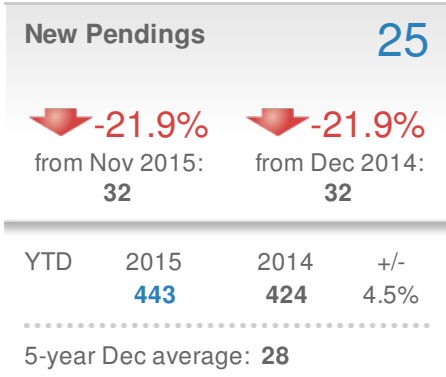 New Pendings 25
-21.9% -21.9%
from Nov 2015: from Dec 2014:
32 32
YTD 2015 2014 +/-
443 424 4.5%
5-year Dec average: 28